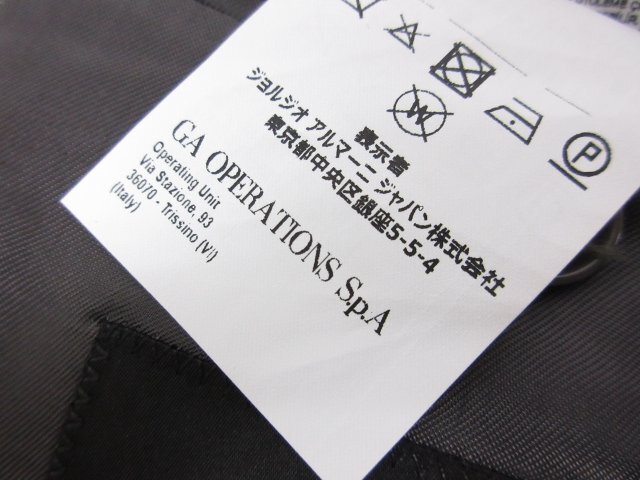 P
W
表示者
ジョルジオ アルマーニ ジャパン株式会社
東京都中央区銀座5-5-4
GA OPERATIONS S.p.A
Operating Unit
Via Stazione, 93
36070 - Trissino (VI)
(Italy)